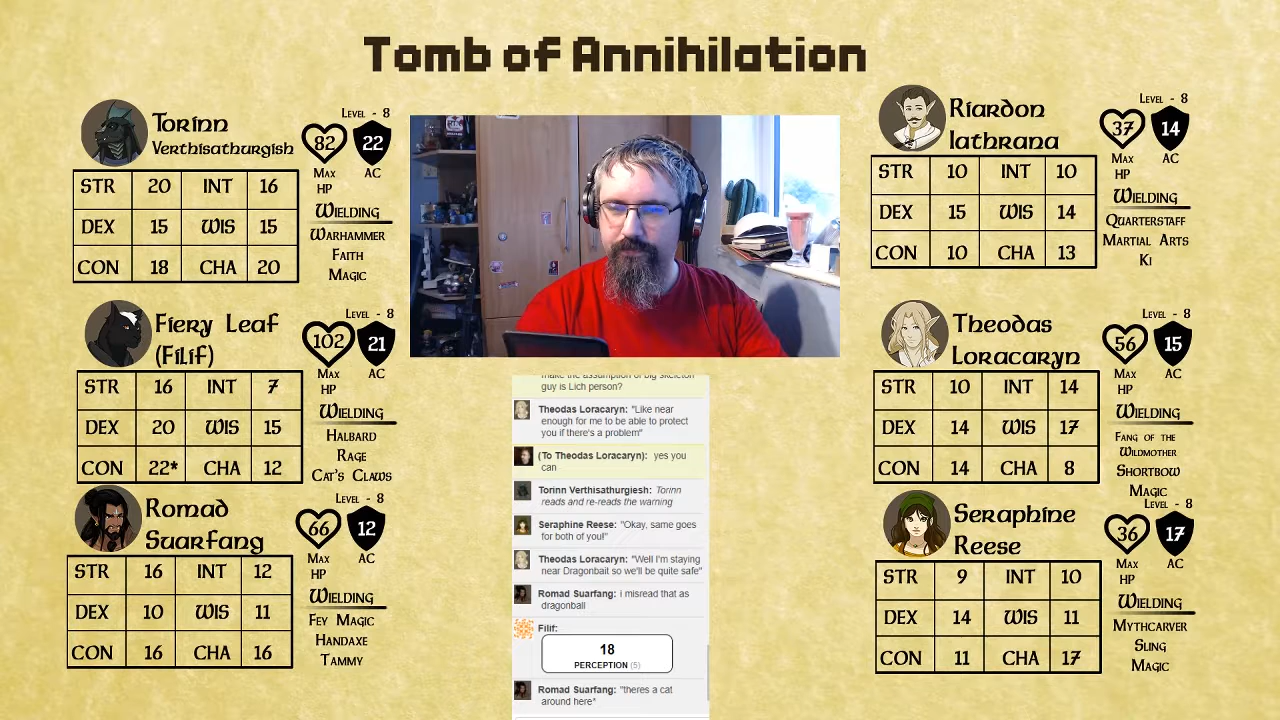 Tomb of Annihilation
Torinn
Verthisathurgish
Level - 8
82
22
Max
HP
AC
STR 20 INT 16
DEX 15 WIS 15
CON 18 CHA 20
Wielding
Warhammer
Faith
Magic
Fiery Leaf
(Filif)
Level - 8
102
21
Max
HP
AC
STR 16 INT 7
DEX 20 WIS 15
CON 22* CHA 12
Wielding
Halbard
Rage
Cat's Claws
Romad
Suarfang
Level - 8
66
12
Max
HP
AC
STR 16 INT 12
DEX 10 WIS 11
CON 16 CHA 16
Wielding
Fey Magic
Handaxe
Tammy
make the assumption of big skeleton
guy is Lich person?
Theodas Loracaryn: "Like near
enough for me to be able to protect
you if there's a problem"
(To Theodas Loracaryn): yes you
can
Torinn Verthisathurgiesh: Torinn
reads and re-reads the warning
Seraphine Reese: "Okay, same goes
for both of you!"
Theodas Loracaryn: "Well I'm staying
near Dragonbait so we'll be quite safe"
Romad Suarfang: i misread that as
dragonball
Filif:
18
PERCEPTION (5)
Romad Suarfang: "theres a cat
around here*
Riardon
Iathrana
Level - 8
37
14
Max
HP
AC
STR 10 INT 10
DEX 15 WIS 14
CON 10 CHA 13
Wielding
Quarterstaff
Martial Arts
Ki
Theodas
Loracaryn
Level - 8
56
15
Max
HP
AC
STR 10 INT 14
DEX 14 WIS 17
CON 14 CHA 8
Wielding
Fang of the
Wildmother
Shortbow
Magic
Seraphine
Reese
Level - 8
36
17
Max
HP
AC
STR 9 INT 10
DEX 14 WIS 11
CON 11 CHA 17
Wielding
Mythcarver
Sling
Magic